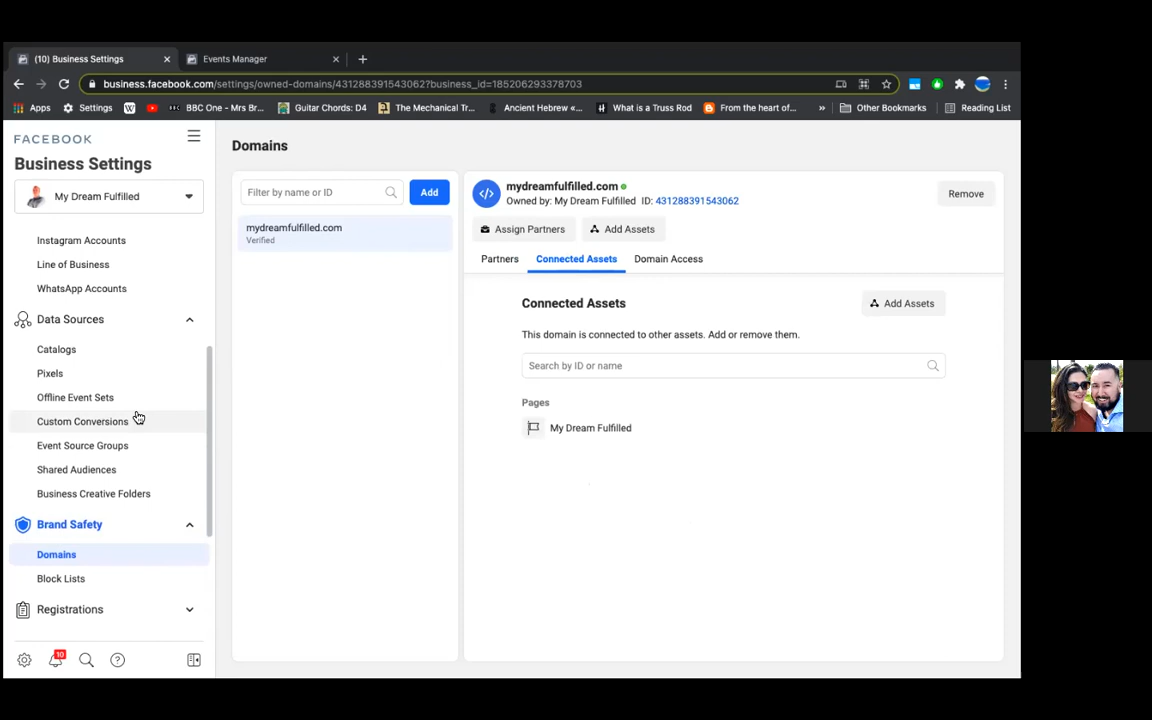 (10) Business Settings
Events Manager
business.facebook.com/settings/owned-domains/431288391543062?business_id=185206293378703
Apps
Settings
BBC One - Mrs Br...
Guitar Chords: D4
The Mechanical Tr...
Ancient Hebrew «...
What is a Truss Rod
From the heart of...
»
Other Bookmarks
Reading List
FACEBOOK
Business Settings
My Dream Fulfilled
Instagram Accounts
Line of Business
WhatsApp Accounts
Data Sources
Catalogs
Pixels
Offline Event Sets
Custom Conversions
Event Source Groups
Shared Audiences
Business Creative Folders
Brand Safety
Domains
Block Lists
Registrations
10
Domains
Filter by name or ID
Add
mydreamfulfilled.com
Verified
mydreamfulfilled.com
Owned by: My Dream Fulfilled ID: 431288391543062
Remove
Assign Partners
Add Assets
Partners
Connected Assets
Domain Access
Connected Assets
Add Assets
This domain is connected to other assets. Add or remove them.
Search by ID or name
Pages
My Dream Fulfilled